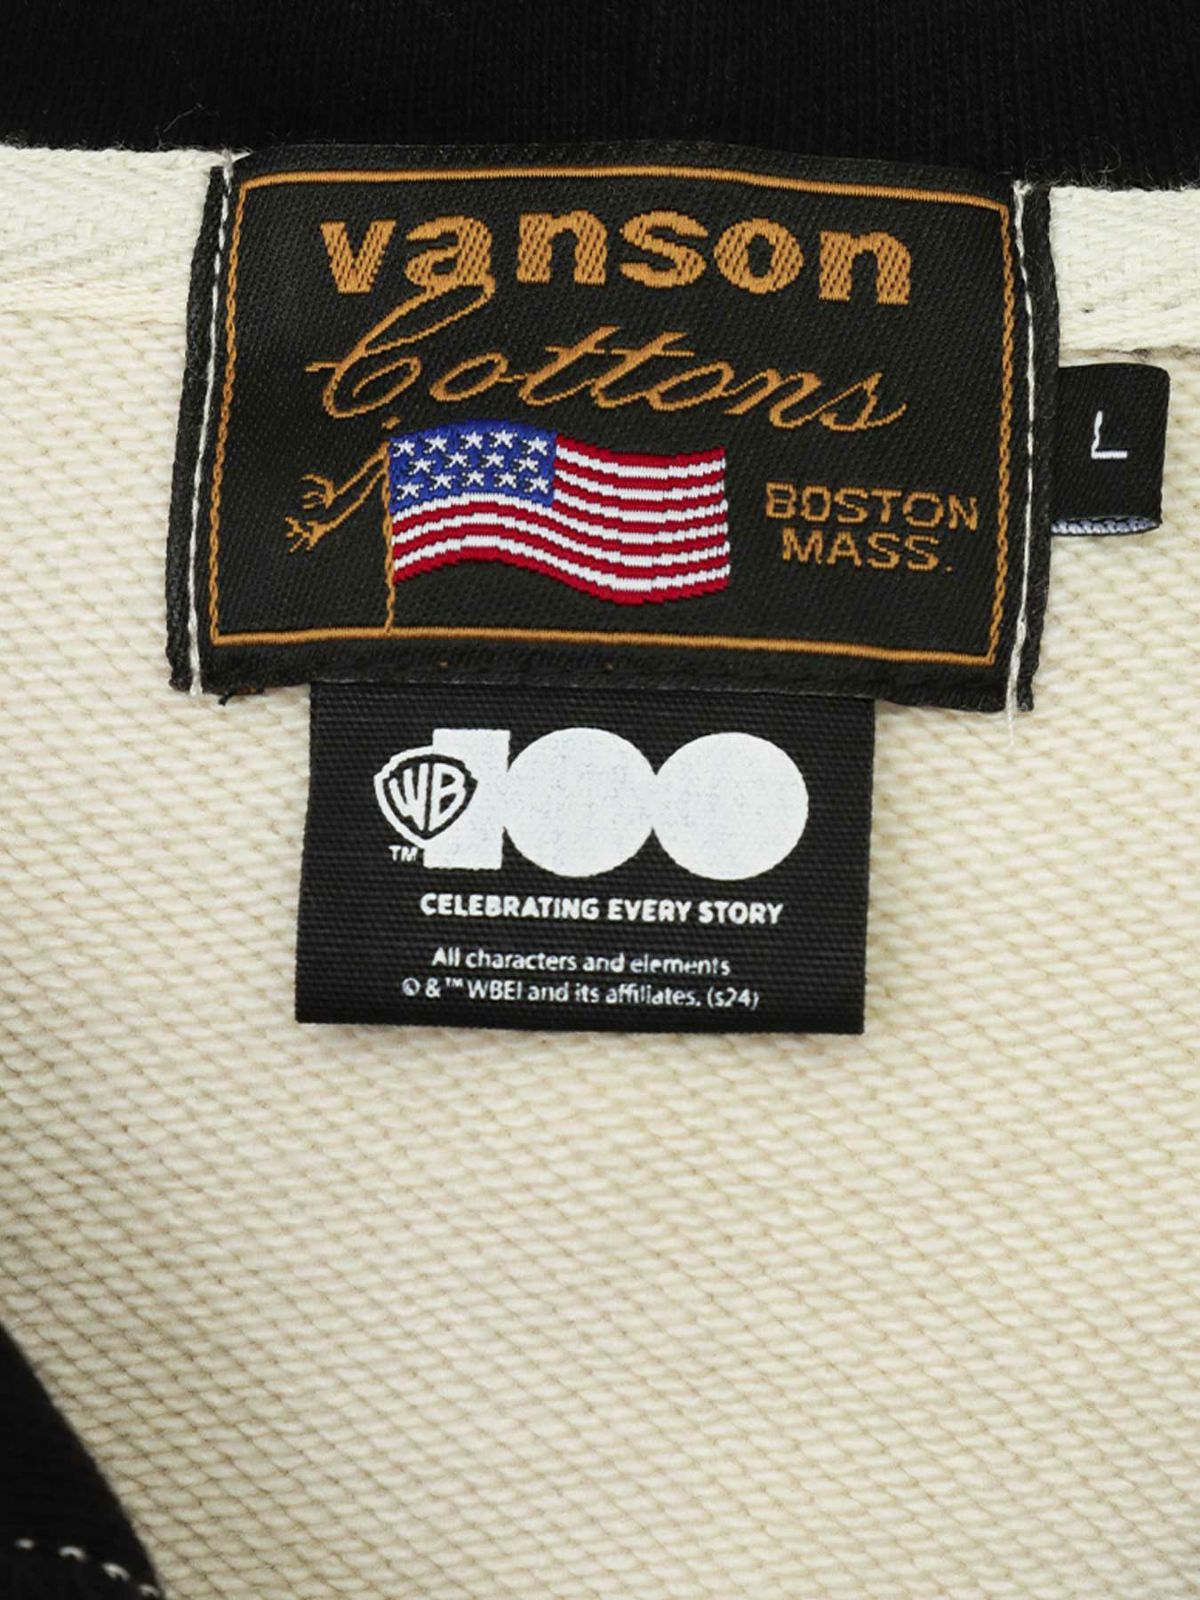 vanson
Cottons
BOSTON
MASS.
L
WB
100
TM
CELEBRATING EVERY STORY
All characters and elements
© & ™ WBEI and its affiliates. (s24)